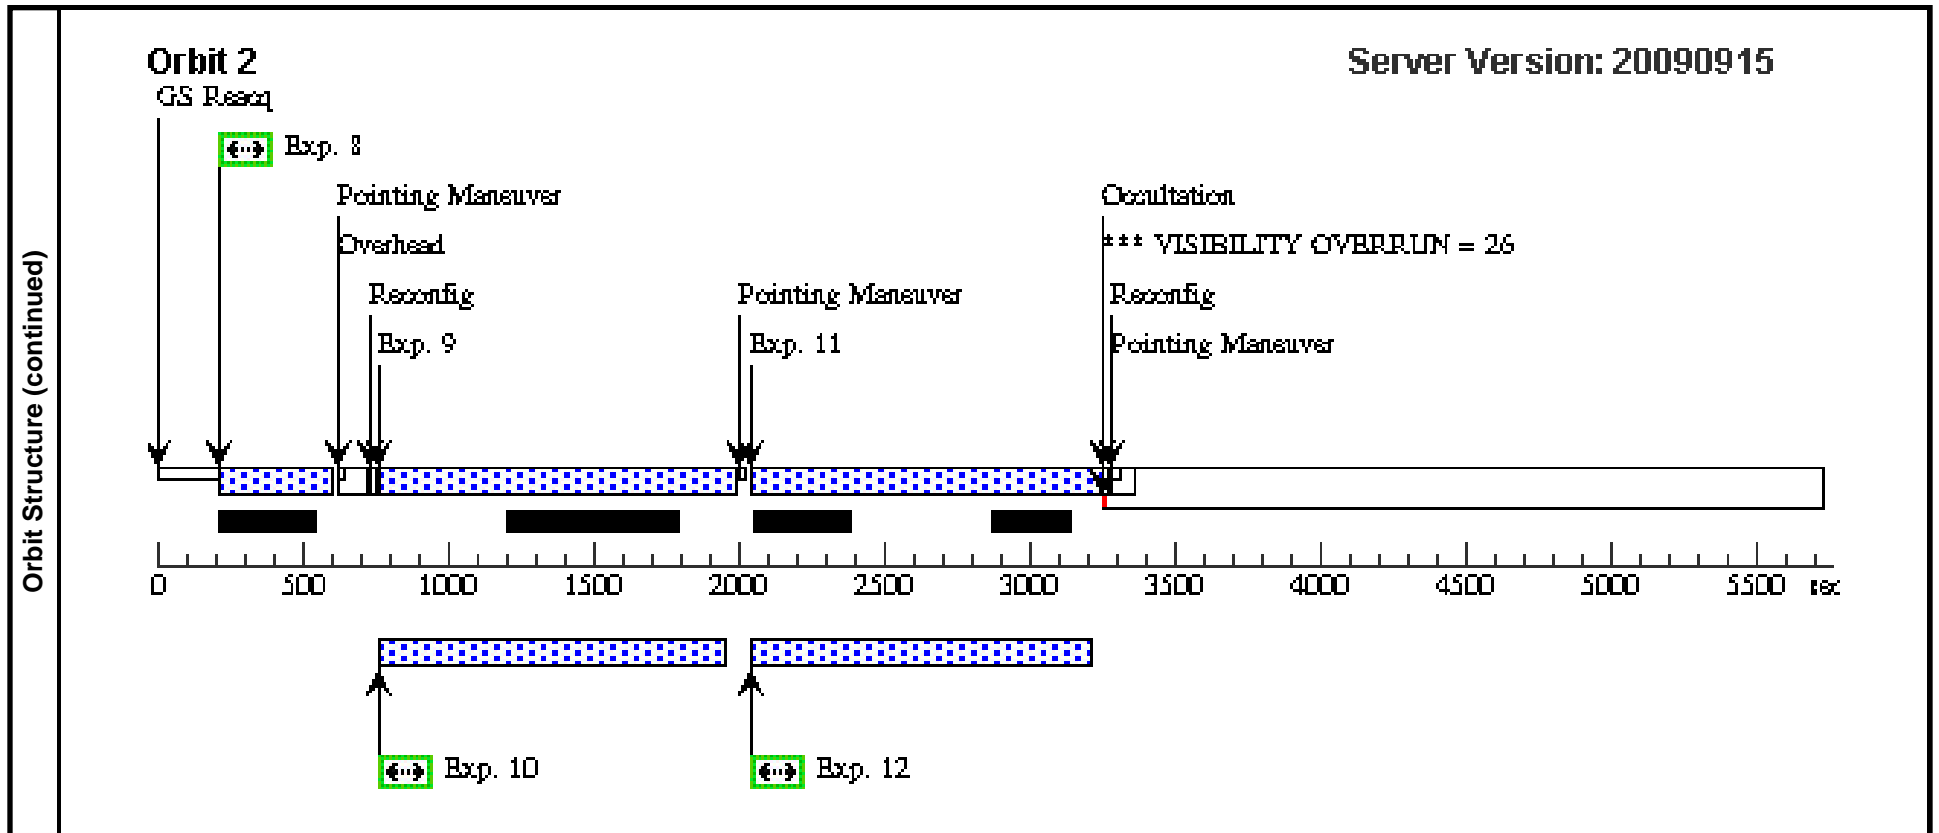 Orbit Structure (continued)
Orbit 2
Server Version: 20090915
GS Reacq
Exp. 8
Pointing Maneuver
Occultation
Overhead
*** VISIBILITY OVERRUN = 26
Reconfig
Pointing Maneuver
Reconfig
Exp. 9
Exp. 11
Pointing Maneuver
0 500 1000 1500 2000 2500 3000 3500 4000 4500 5000 5500 sec
Exp. 10
Exp. 12